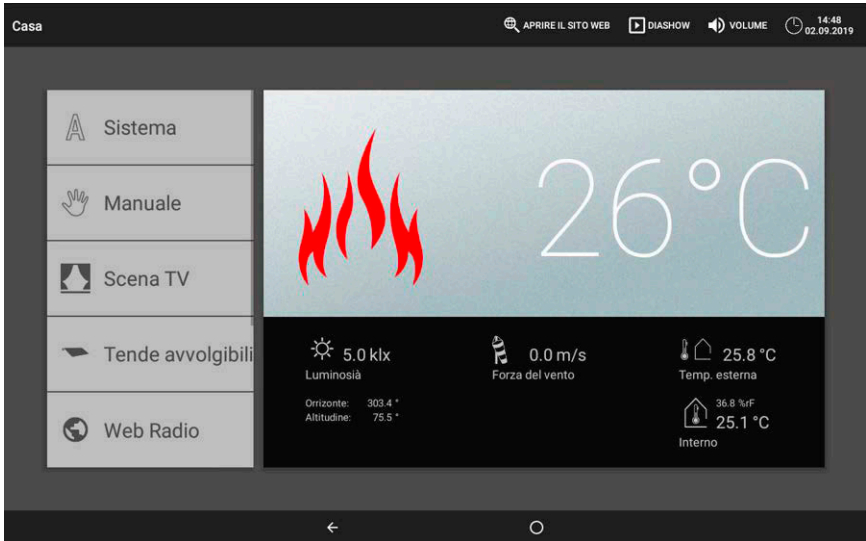 Casa
APRIRE IL SITO WEB
DIASHOW
VOLUME
14:48
02.09.2019
Sistema
Manuale
Scena TV
Tende avvolgibili
Web Radio
26°C
5.0 klx
Luminosià
Orrizonte: 303.4 °
Altitudine: 75.5 °
0.0 m/s
Forza del vento
25.8 °C
Temp. esterna
36.8 %rF
25.1 °C
Interno